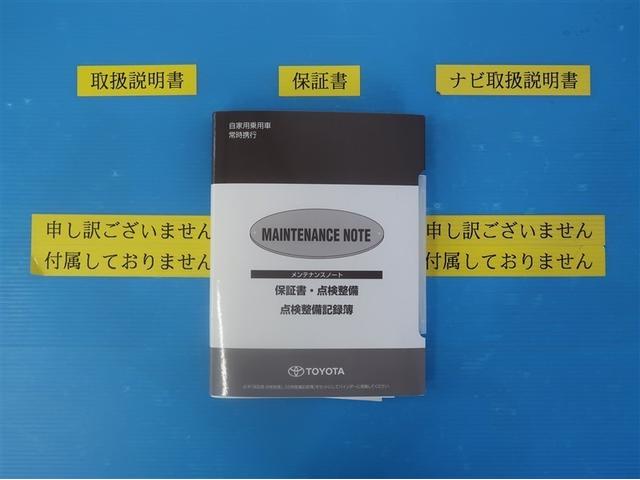 取扱説明書
保証書
ナビ取扱説明書
申し訳ございません
付属しておりません
申し訳ございません
付属しておりません
自家用乗用車
常時携行
MAINTENANCE NOTE
メンテナンスノート
保証書・点検整備
点検整備記録簿
TOYOTA